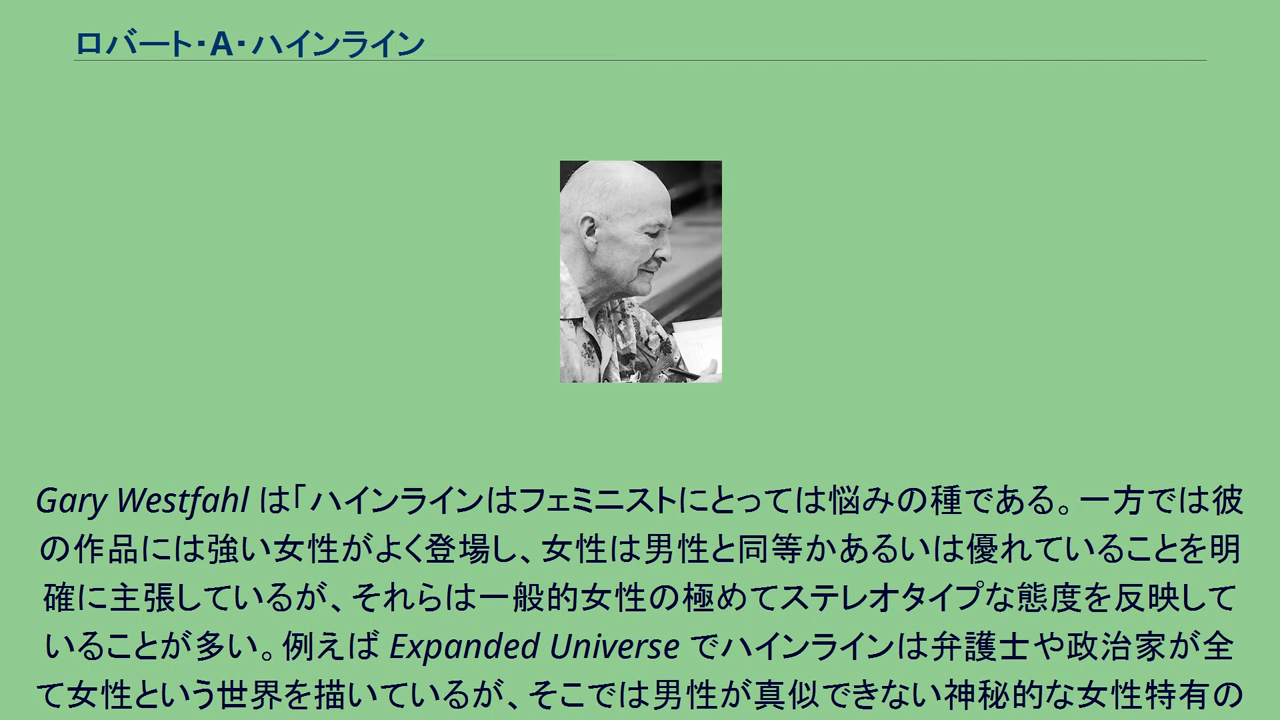 ロバート・A・ハインライン
Gary Westfahl は「ハインラインはフェミニストにとっては悩みの種である。一方では彼
の作品には強い女性がよく登場し、女性は男性と同等かあるいは優れていることを明
確に主張しているが、それらは一般的女性の極めてステレオタイプな態度を反映して
いることが多い。例えば Expanded Universe でハインラインは弁護士や政治家が全
て女性という世界を描いているが、そこでは男性が真似できない神秘的な女性特有の